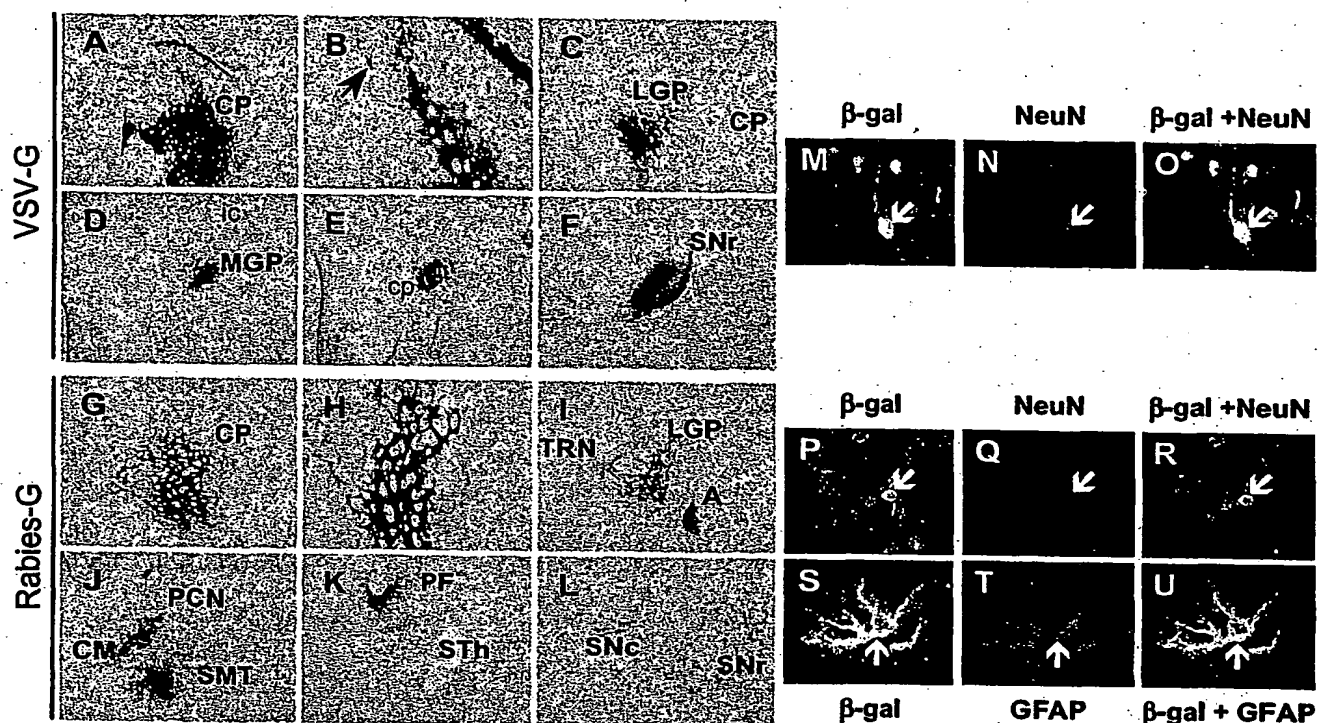 VSV-G
A
CP
B
C
LGP
CP
D
ic
MGP
E
cp
F
SNr
β-gal
NeuN
β-gal +NeuN
M
N
O
Rabies-G
G
CP
H
I
TRN
LGP
A
J
PCN
CM
SMT
K
PF
STh
L
SNc
SNr
β-gal
NeuN
β-gal +NeuN
P
Q
R
S
T
U
β-gal
GFAP
β-gal + GFAP